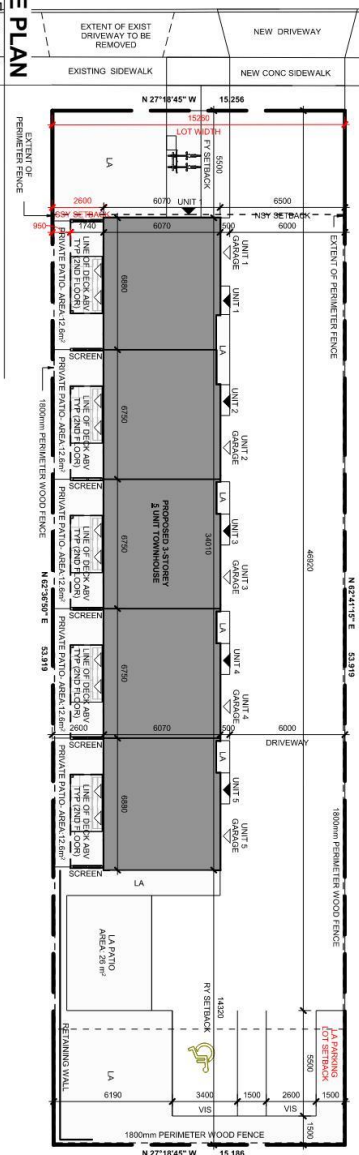 E PLAN
EXTENT OF EXIST
DRIVEWAY TO BE
REMOVED
NEW DRIVEWAY
EXISTING SIDEWALK
NEW CONC SIDEWALK
N 27°18'45" W 15.256
15260
LOT WIDTH
EXTENT OF
PERIMETER FENCE
LA
FY SETBACK
5500
2600
6070
UNIT 1
6500
SSY SETBACK
NSY SETBACK
950
1740
6070
500
6000
EXTENT OF PERIMETER FENCE
PRIVATE PATIO- AREA:12.6m²
LINE OF DECK ABV
TYP (2ND FLOOR)
6880
UNIT 1
GARAGE
UNIT 1
SCREEN
LA
PRIVATE PATIO- AREA:12.6m²
LINE OF DECK ABV
TYP (2ND FLOOR)
6750
UNIT 2
UNIT 2
GARAGE
SCREEN
1800mm PERIMETER WOOD FENCE
LA
PRIVATE PATIO- AREA:12.6m²
LINE OF DECK ABV
TYP (2ND FLOOR)
6750
PROPOSED 3-STOREY
5 UNIT TOWNHOUSE
34010
UNIT 3
UNIT 3
GARAGE
46920
N 62°41'15" E 53.919
N 62°36'50" E 53.919
SCREEN
LA
PRIVATE PATIO- AREA:12.6m²
LINE OF DECK ABV
TYP (2ND FLOOR)
6750
UNIT 4
UNIT 4
GARAGE
2600
6070
500
6000
DRIVEWAY
SCREEN
LA
PRIVATE PATIO- AREA:12.6m²
LINE OF DECK ABV
TYP (2ND FLOOR)
6880
UNIT 5
UNIT 5
GARAGE
1800mm PERIMETER WOOD FENCE
SCREEN
LA
LA PATIO
AREA: 26 m²
RY SETBACK
14320
LA PARKING
LOT SETBACK
5500
RETAINING WALL
LA
6190
3400
1500
2600
1500
VIS
VIS
1500
1800mm PERIMETER WOOD FENCE
N 27°18'45" W 15.186